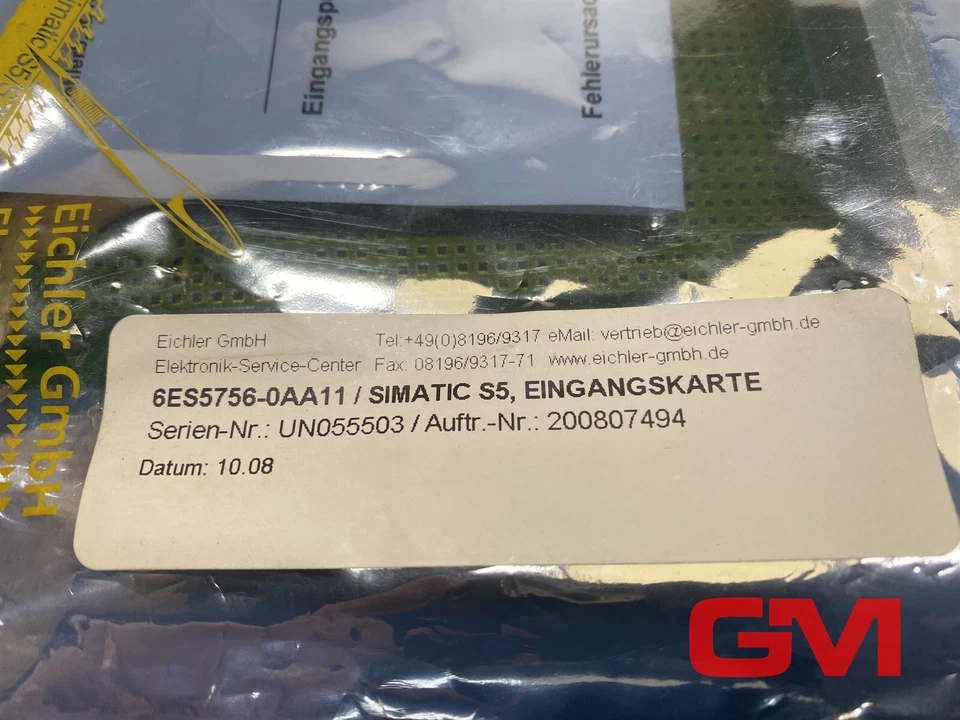 imatic/S5
Eingangsp
Fehlerursac
Eichler GmbH
Eichler GmbH Tel:+49(0)8196/9317 eMail: vertrieb@eichler-gmbh.de
Elektronik-Service-Center Fax: 08196/9317-71 www.eichler-gmbh.de
6ES5756-0AA11 / SIMATIC S5, EINGANGSKARTE
Serien-Nr.: UN055503 / Auftr.-Nr.: 200807494
Datum: 10.08
GM